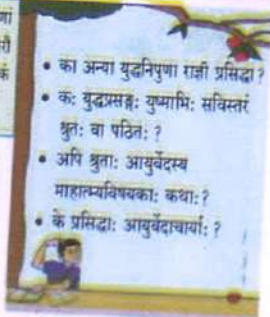 णां
रौ
कं
• का अन्या युद्धनिपुणा राज्ञी प्रसिद्धा ?
• कः युद्धप्रसङ्गः युष्माभिः सविस्तरं
श्रुतः वा पठितः ?
• अपि श्रुताः आयुर्वेदस्य
माहात्म्यविषयकाः कथाः ?
• के प्रसिद्धाः आयुर्वेदाचार्याः ?